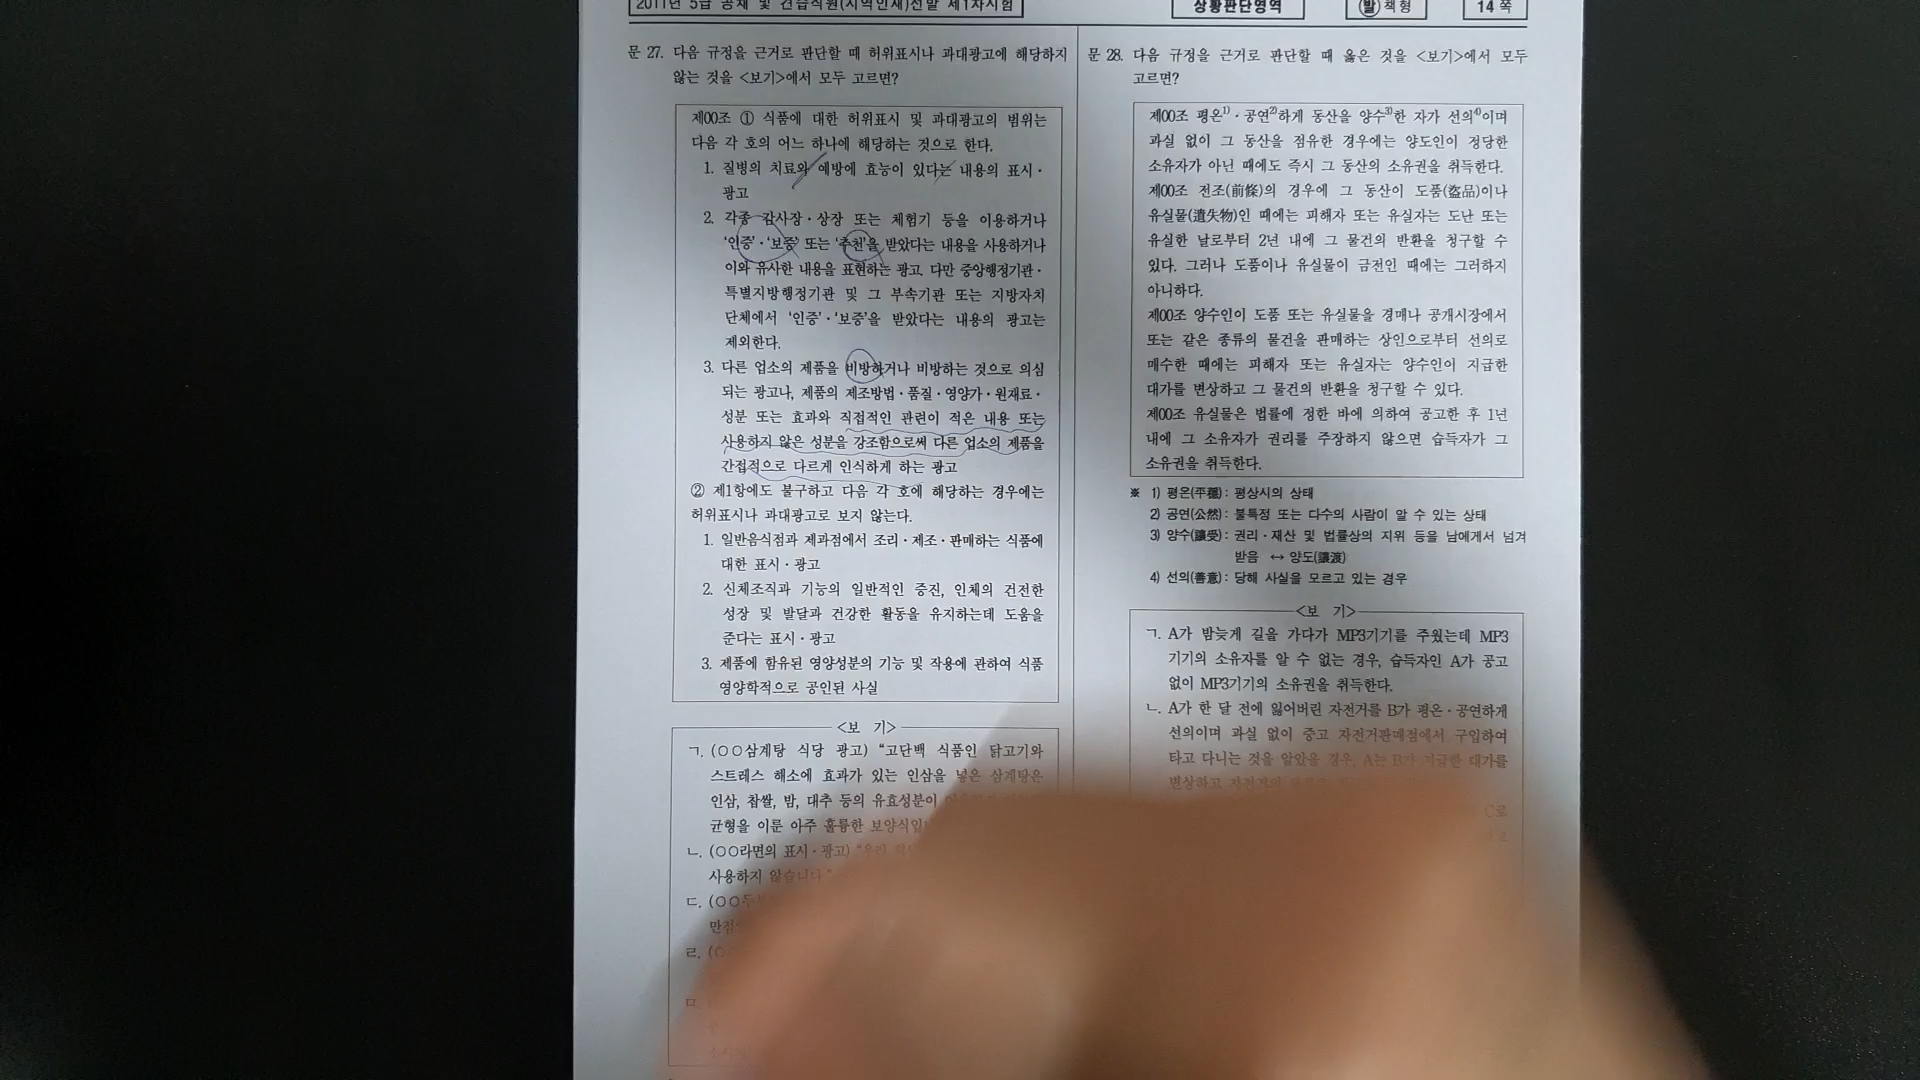 2011년 5급 공채 및 견습직원(지역인재)선발 제1차시험
상황판단영역
발 책형
14 쪽
문 27. 다음 규정을 근거로 판단할 때 허위표시나 과대광고에 해당하지
않는 것을 <보기>에서 모두 고르면?
제00조 ① 식품에 대한 허위표시 및 과대광고의 범위는
다음 각 호의 어느 하나에 해당하는 것으로 한다.
1. 질병의 치료와 예방에 효능이 있다는 내용의 표시·
광고
2. 각종 감사장·상장 또는 체험기 등을 이용하거나
'인증'·'보증' 또는 '추천'을 받았다는 내용을 사용하거나
이와 유사한 내용을 표현하는 광고. 다만 중앙행정기관·
특별지방행정기관 및 그 부속기관 또는 지방자치
단체에서 '인증'·'보증'을 받았다는 내용의 광고는
제외한다.
3. 다른 업소의 제품을 비방하거나 비방하는 것으로 의심
되는 광고나, 제품의 제조방법·품질·영양가·원재료·
성분 또는 효과와 직접적인 관련이 적은 내용 또는
사용하지 않은 성분을 강조함으로써 다른 업소의 제품을
간접적으로 다르게 인식하게 하는 광고
② 제1항에도 불구하고 다음 각 호에 해당하는 경우에는
허위표시나 과대광고로 보지 않는다.
1. 일반음식점과 제과점에서 조리·제조·판매하는 식품에
대한 표시·광고
2. 신체조직과 기능의 일반적인 증진, 인체의 건전한
성장 및 발달과 건강한 활동을 유지하는데 도움을
준다는 표시·광고
3. 제품에 함유된 영양성분의 기능 및 작용에 관하여 식품
영양학적으로 공인된 사실
<보 기>
ㄱ. (○○삼계탕 식당 광고) “고단백 식품인 닭고기와
스트레스 해소에 효과가 있는 인삼을 넣은 삼계탕은
인삼, 찹쌀, 밤, 대추 등의 유효성분이
균형을 이룬 아주 훌륭한 보양식입
ㄴ. (○○라면의 표시·광고) “우리
사용하지 않습니다.”
ㄷ. (○○두
만점
ㄹ. (○
ㅁ.
문 28. 다음 규정을 근거로 판단할 때 옳은 것을 <보기>에서 모두
고르면?
제00조 평온1)·공연2)하게 동산을 양수3)한 자가 선의4)이며
과실 없이 그 동산을 점유한 경우에는 양도인이 정당한
소유자가 아닌 때에도 즉시 그 동산의 소유권을 취득한다.
제00조 전조(前條)의 경우에 그 동산이 도품(盜品)이나
유실물(遺失物)인 때에는 피해자 또는 유실자는 도난 또는
유실한 날로부터 2년 내에 그 물건의 반환을 청구할 수
있다. 그러나 도품이나 유실물이 금전인 때에는 그러하지
아니하다.
제00조 양수인이 도품 또는 유실물을 경매나 공개시장에서
또는 같은 종류의 물건을 판매하는 상인으로부터 선의로
매수한 때에는 피해자 또는 유실자는 양수인이 지급한
대가를 변상하고 그 물건의 반환을 청구할 수 있다.
제00조 유실물은 법률에 정한 바에 의하여 공고한 후 1년
내에 그 소유자가 권리를 주장하지 않으면 습득자가 그
소유권을 취득한다.
※ 1) 평온(平穩): 평상시의 상태
2) 공연(公然): 불특정 또는 다수의 사람이 알 수 있는 상태
3) 양수(讓受): 권리·재산 및 법률상의 지위 등을 남에게서 넘겨
받음 ↔ 양도(讓渡)
4) 선의(善意): 당해 사실을 모르고 있는 경우
<보 기>
ㄱ. A가 밤늦게 길을 가다가 MP3기기를 주웠는데 MP3
기기의 소유자를 알 수 없는 경우, 습득자인 A가 공고
없이 MP3기기의 소유권을 취득한다.
ㄴ. A가 한 달 전에 잃어버린 자전거를 B가 평온·공연하게
선의이며 과실 없이 중고 자전거판매점에서 구입하여
타고 다니는 것을 알았을 경우, A는 B가 지급한 대가를
변상하고 자전거의
C로